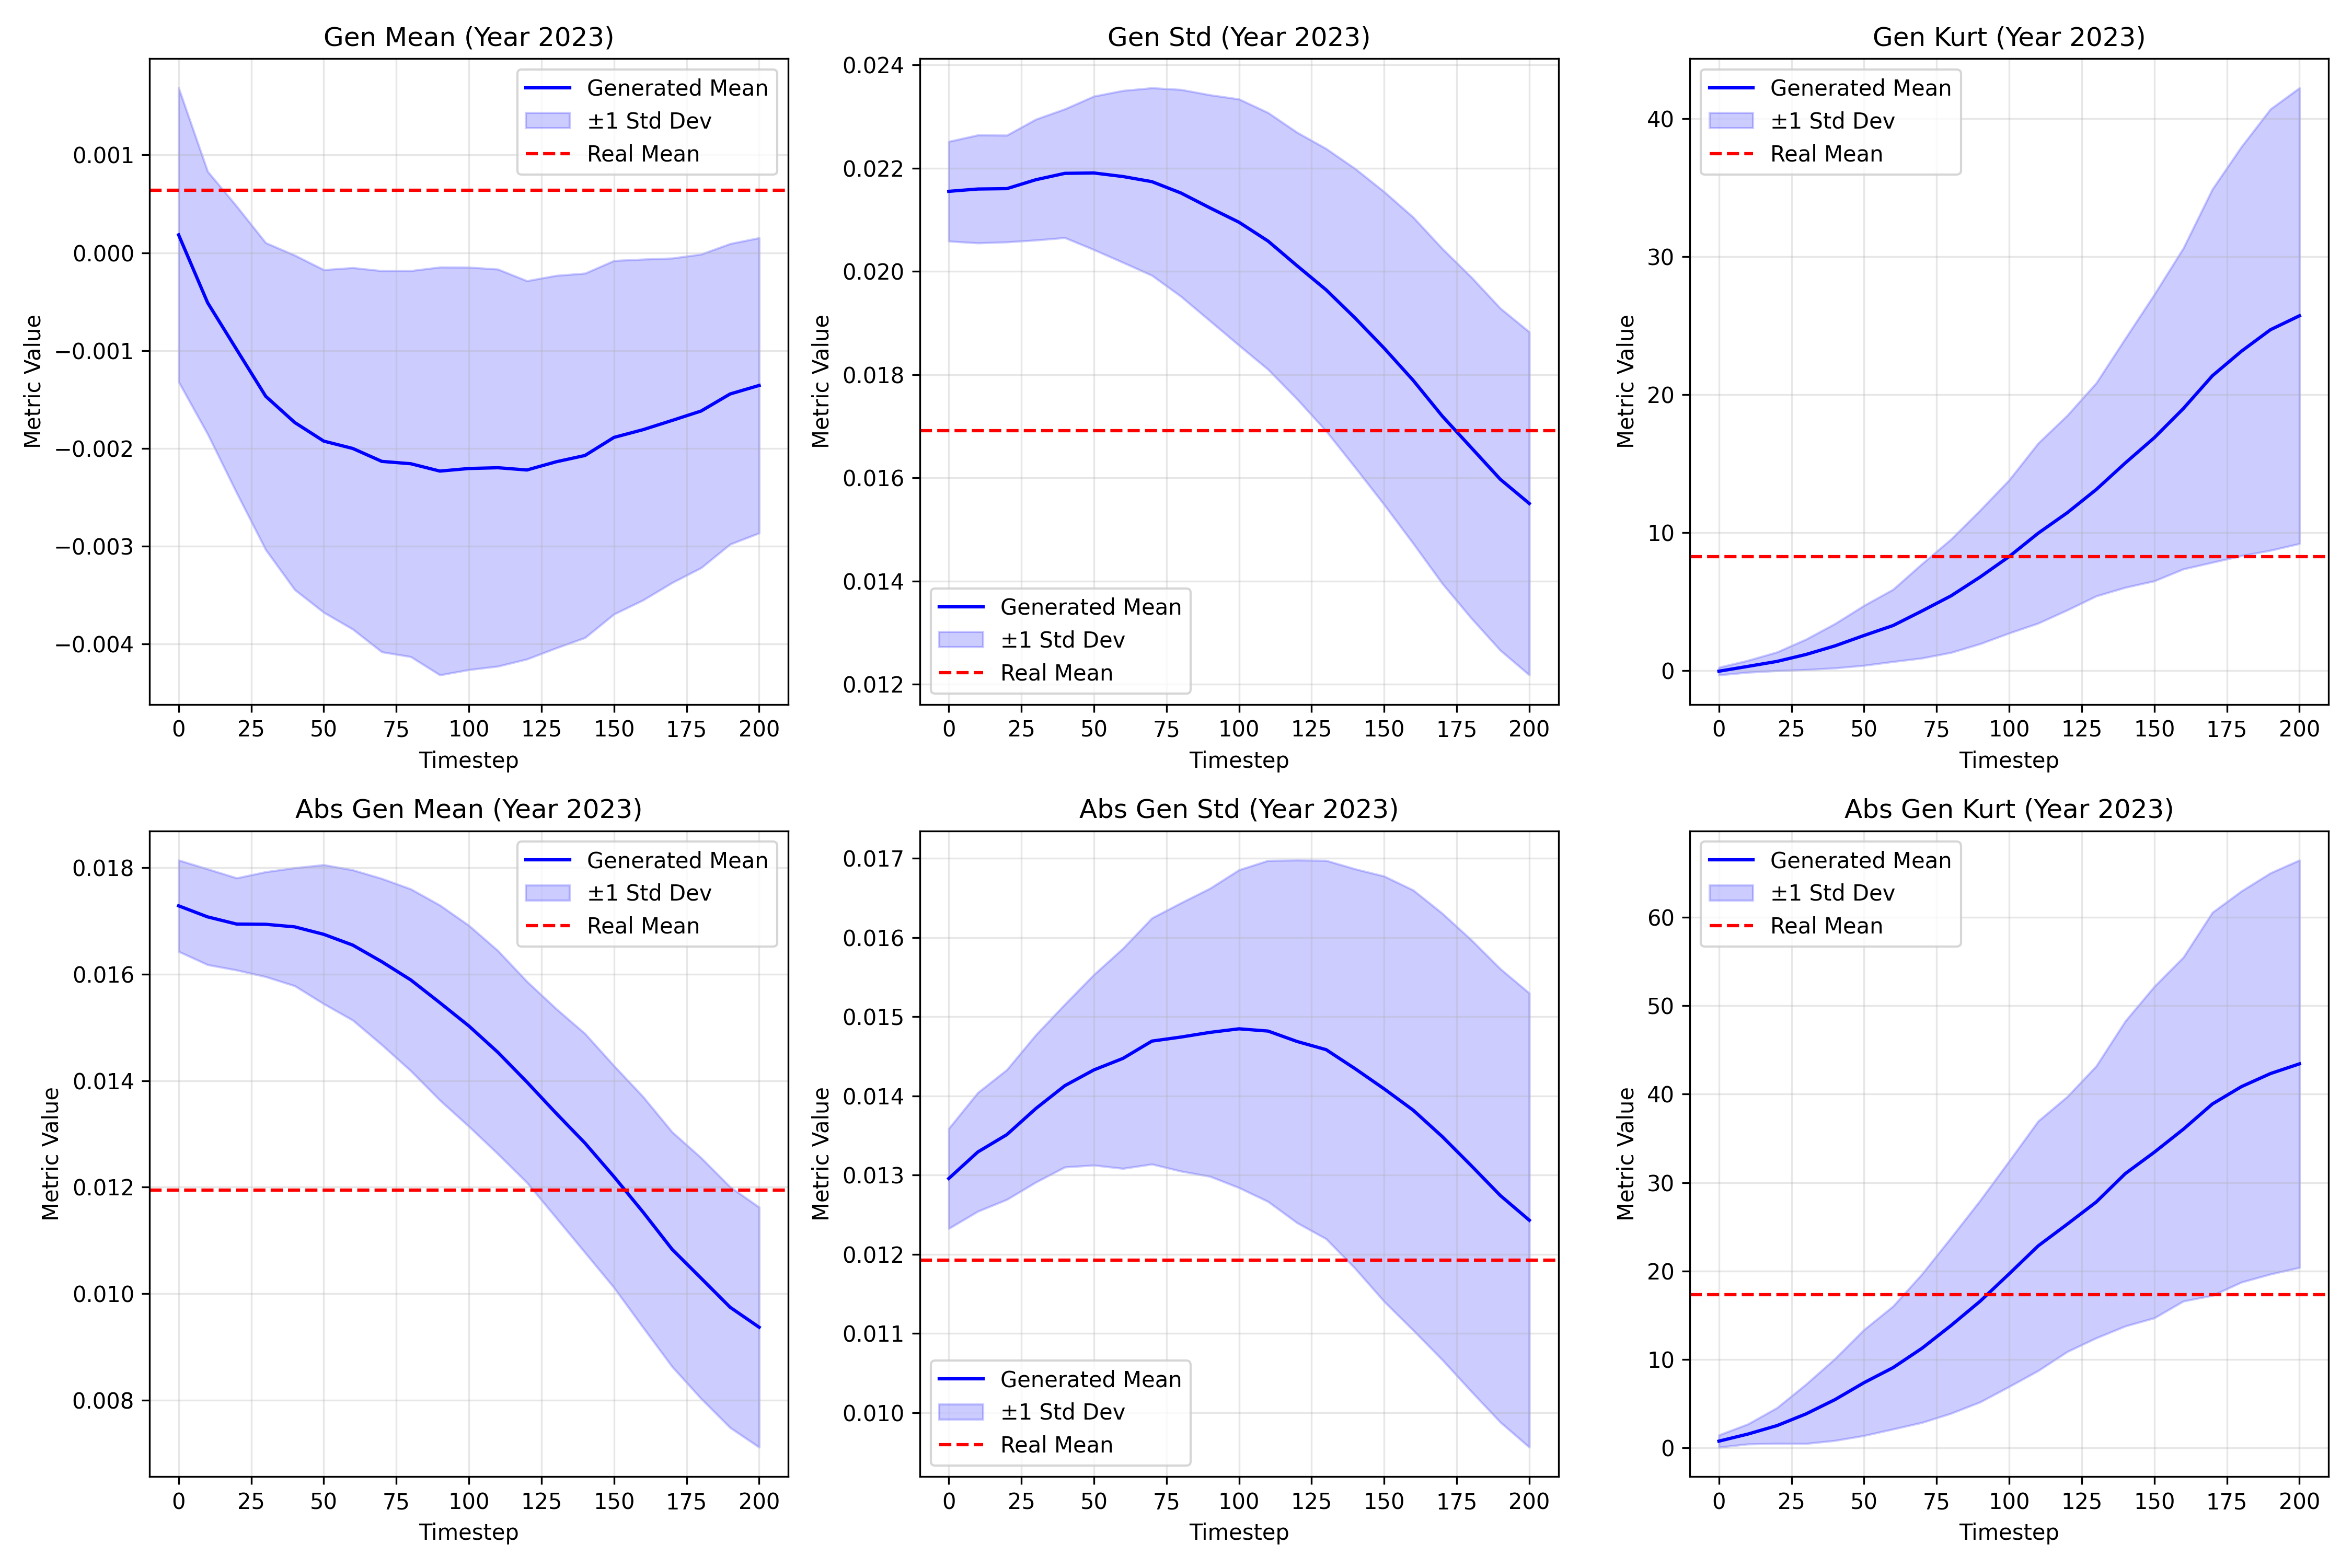 Gen Mean (Year 2023)
Metric Value
0.001
0.000
−0.001
−0.002
−0.003
−0.004
Generated Mean
±1 Std Dev
Real Mean
0 25 50 75 100 125 150 175 200
Timestep
Gen Std (Year 2023)
Metric Value
0.024
0.022
0.020
0.018
0.016
0.014
0.012
Generated Mean
±1 Std Dev
Real Mean
0 25 50 75 100 125 150 175 200
Timestep
Gen Kurt (Year 2023)
Metric Value
40
30
20
10
0
Generated Mean
±1 Std Dev
Real Mean
0 25 50 75 100 125 150 175 200
Timestep
Abs Gen Mean (Year 2023)
Metric Value
0.018
0.016
0.014
0.012
0.010
0.008
Generated Mean
±1 Std Dev
Real Mean
0 25 50 75 100 125 150 175 200
Timestep
Abs Gen Std (Year 2023)
Metric Value
0.017
0.016
0.015
0.014
0.013
0.012
0.011
0.010
Generated Mean
±1 Std Dev
Real Mean
0 25 50 75 100 125 150 175 200
Timestep
Abs Gen Kurt (Year 2023)
Metric Value
60
50
40
30
20
10
0
Generated Mean
±1 Std Dev
Real Mean
0 25 50 75 100 125 150 175 200
Timestep